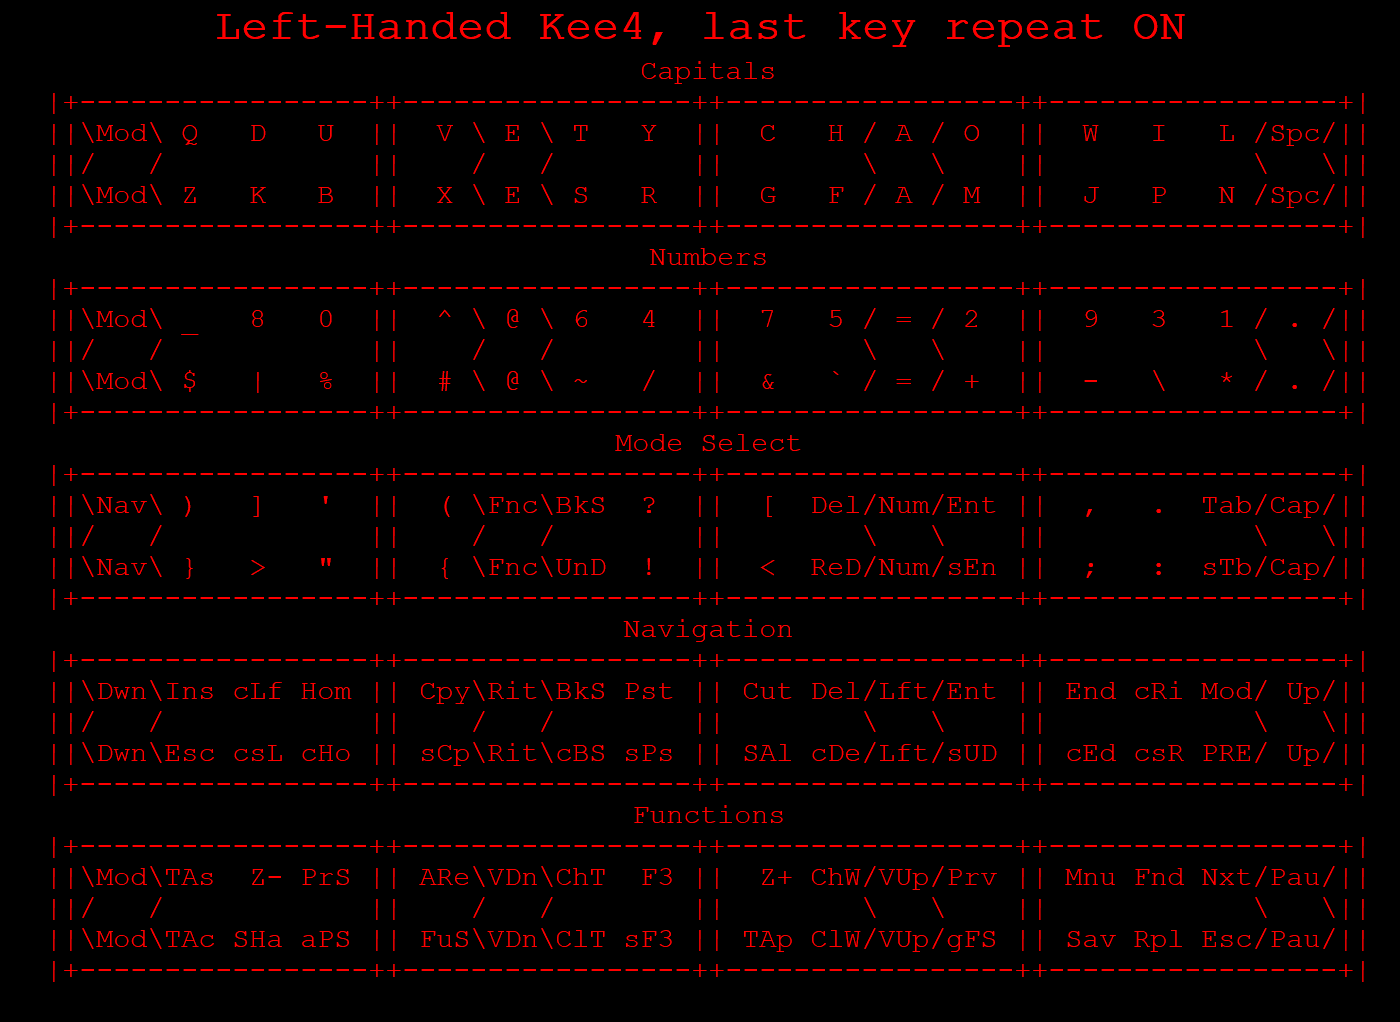 Left-Handed Kee4, last key repeat ON
Capitals
|+-----------------++-----------------++-----------------++-----------------+|
||\Mod\ Q   D   U  ||   V \ E \ T   Y  ||   C   H / A / O  ||   W   I   L /Spc/||
||/   /            ||     /   /        ||        \   \     ||            \   \||
||\Mod\ Z   K   B  ||   X \ E \ S   R  ||   G   F / A / M  ||   J   P   N /Spc/||
|+-----------------++-----------------++-----------------++-----------------+|
Numbers
|+-----------------++-----------------++-----------------++-----------------+|
||\Mod\ _   8   0  ||   ^ \ @ \ 6   4  ||   7   5 / = / 2  ||   9   3   1 / . /||
||/   /            ||     /   /        ||        \   \     ||            \   \||
||\Mod\ $   |   %  ||   # \ @ \ ~   /  ||   &   ` / = / +  ||   -   \   * / . /||
|+-----------------++-----------------++-----------------++-----------------+|
Mode Select
|+-----------------++-----------------++-----------------++-----------------+|
||\Nav\ )   ]   '  ||   ( \Fnc\BkS  ?  ||   [  Del/Num/Ent ||   ,   .  Tab/Cap/||
||/   /            ||     /   /        ||        \   \     ||            \   \||
||\Nav\ }   >   "  ||   { \Fnc\UnD  !  ||   <  ReD/Num/sEn ||   ;   :  sTb/Cap/||
|+-----------------++-----------------++-----------------++-----------------+|
Navigation
|+-----------------++-----------------++-----------------++-----------------+|
||\Dwn\Ins cLf Hom || Cpy\Rit\BkS Pst || Cut Del/Lft/Ent || End cRi Mod/ Up/||
||/   /            ||     /   /        ||        \   \     ||            \   \||
||\Dwn\Esc csL cHo || sCp\Rit\cBS sPs || SAl cDe/Lft/sUD || cEd csR PRE/ Up/||
|+-----------------++-----------------++-----------------++-----------------+|
Functions
|+-----------------++-----------------++-----------------++-----------------+|
||\Mod\TAs  Z- PrS || ARe\VDn\ChT  F3 ||  Z+ ChW/VUp/Prv || Mnu Fnd Nxt/Pau/||
||/   /            ||     /   /        ||        \   \     ||            \   \||
||\Mod\TAc SHa aPS || FuS\VDn\ClT sF3 || TAp ClW/VUp/gFS || Sav Rpl Esc/Pau/||
|+-----------------++-----------------++-----------------++-----------------+|